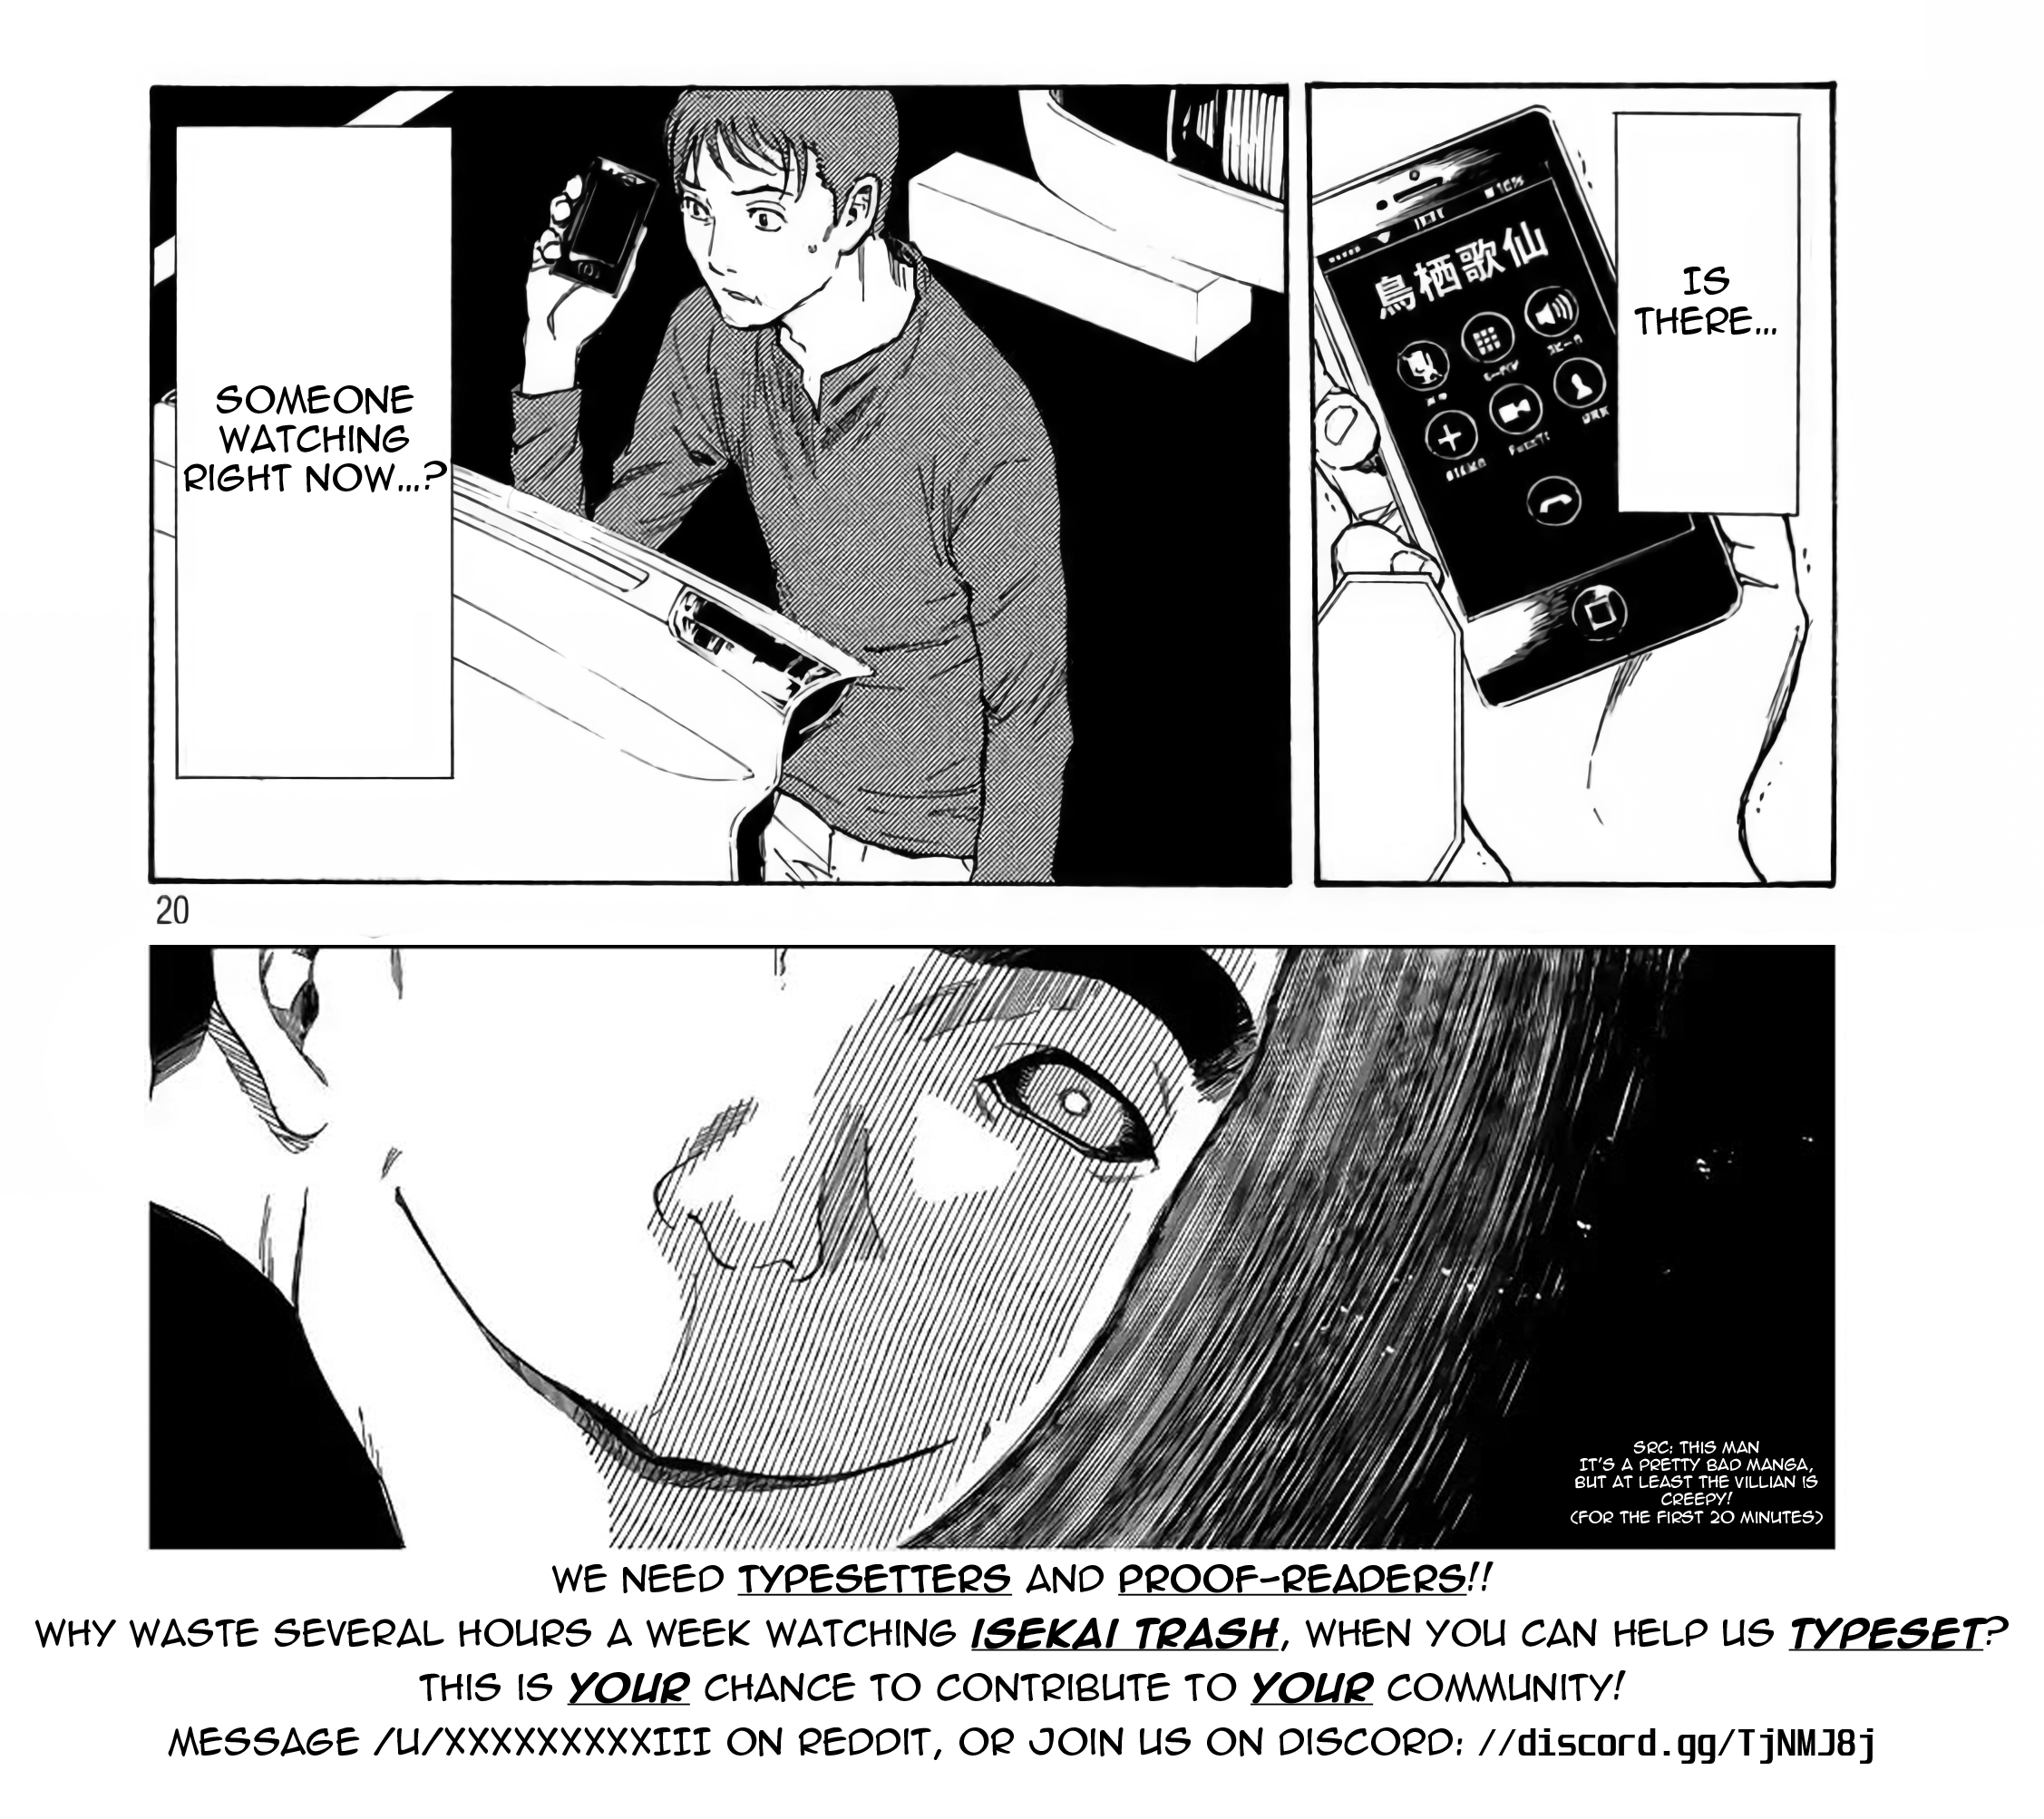 IS
THERE...
16%
鳥栖歌仙
SOMEONE
WATCHING
RIGHT NOW...?
20
SRC: THIS MAN
IT'S A PRETTY BAD MANGA,
BUT AT LEAST THE VILLIAN IS
CREEPY!
(FOR THE FIRST 20 MINUTES)
WE NEED TYPESETTERS AND PROOF-READERS!!
WHY WASTE SEVERAL HOURS A WEEK WATCHING ISEKAI TRASH, WHEN YOU CAN HELP US TYPESET?
THIS IS YOUR CHANCE TO CONTRIBUTE TO YOUR COMMUNITY!
MESSAGE /U/XXXXXXXXXIII ON REDDIT, OR JOIN US ON DISCORD: //discord.gg/TjNMJ8j